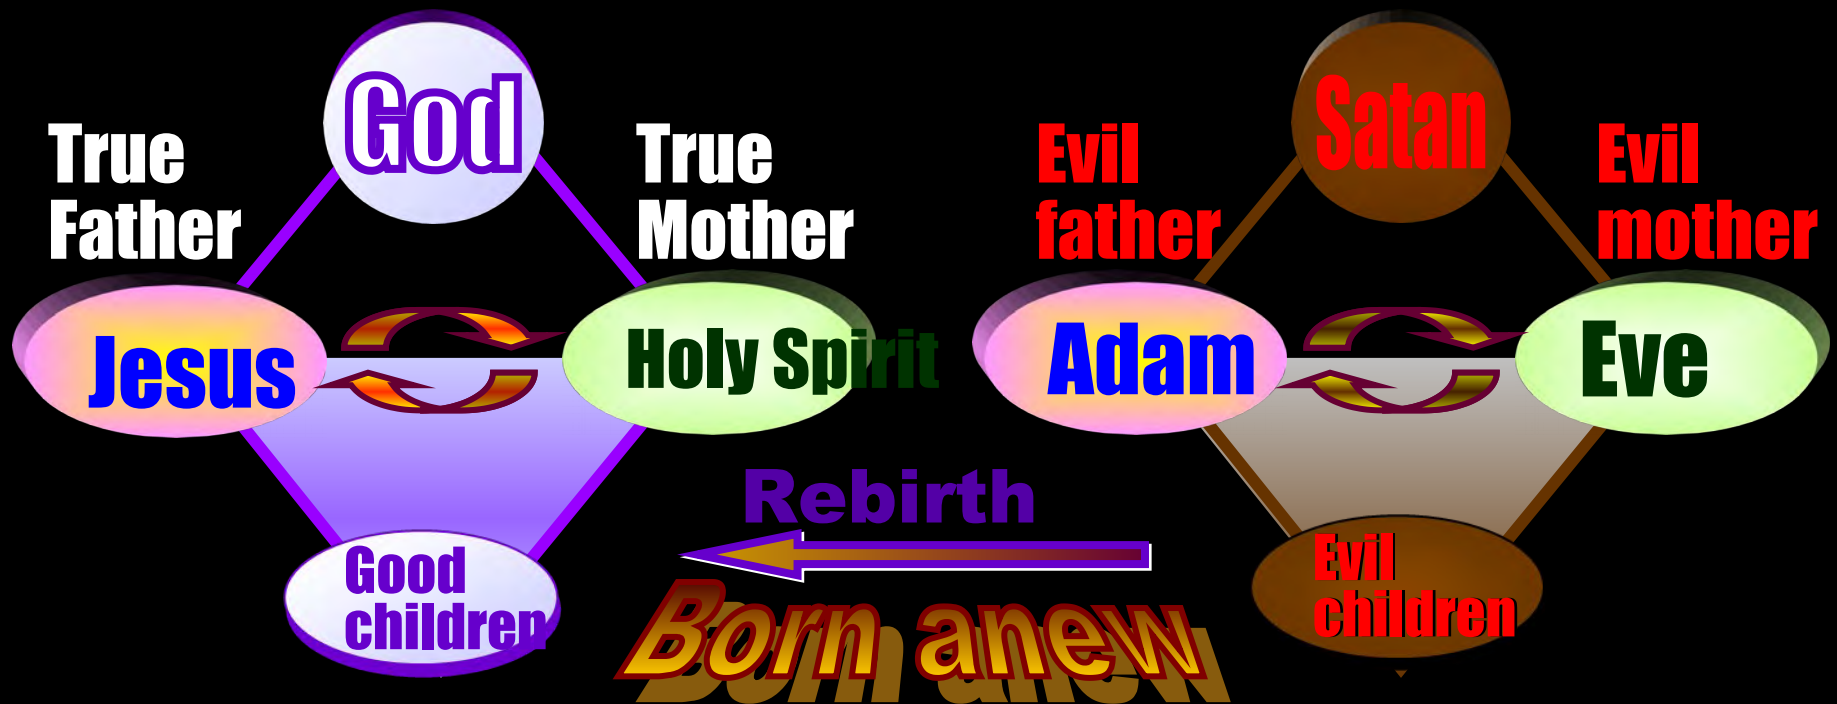 God
True
Father
True
Mother
Jesus
Holy Spirit
Good
children
Rebirth
Born anew
Satan
Evil
father
Evil
mother
Adam
Eve
Evil
children